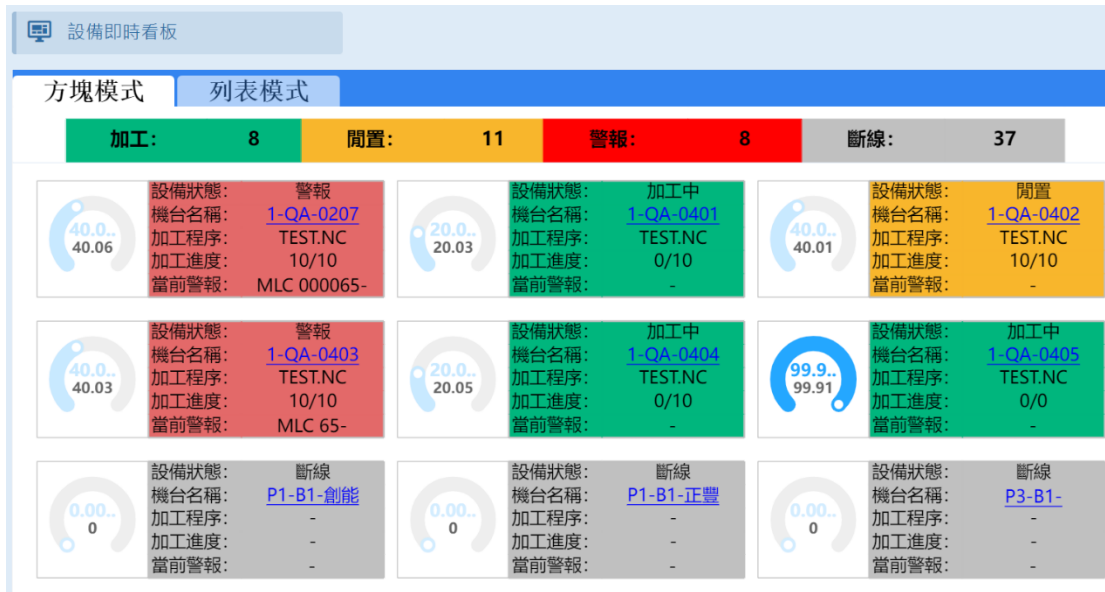 設備即時看板
方塊模式 列表模式
加工: 8 閒置: 11 警報: 8 斷線: 37
40.0..
40.06
設備狀態: 警報
機台名稱: 1-QA-0207
加工程序: TEST.NC
加工進度: 10/10
當前警報: MLC 000065-
20.0..
20.03
設備狀態: 加工中
機台名稱: 1-QA-0401
加工程序: TEST.NC
加工進度: 0/10
當前警報: -
40.0..
40.01
設備狀態: 閒置
機台名稱: 1-QA-0402
加工程序: TEST.NC
加工進度: 10/10
當前警報: -
40.0..
40.03
設備狀態: 警報
機台名稱: 1-QA-0403
加工程序: TEST.NC
加工進度: 10/10
當前警報: MLC 65-
20.0..
20.05
設備狀態: 加工中
機台名稱: 1-QA-0404
加工程序: TEST.NC
加工進度: 0/10
當前警報: -
99.9..
99.91
設備狀態: 加工中
機台名稱: 1-QA-0405
加工程序: TEST.NC
加工進度: 0/0
當前警報: -
0.00..
0
設備狀態: 斷線
機台名稱: P1-B1-創能
加工程序: -
加工進度: -
當前警報: -
0.00..
0
設備狀態: 斷線
機台名稱: P1-B1-正豐
加工程序: -
加工進度: -
當前警報: -
0.00..
0
設備狀態: 斷線
機台名稱: P3-B1-
加工程序: -
加工進度: -
當前警報: -